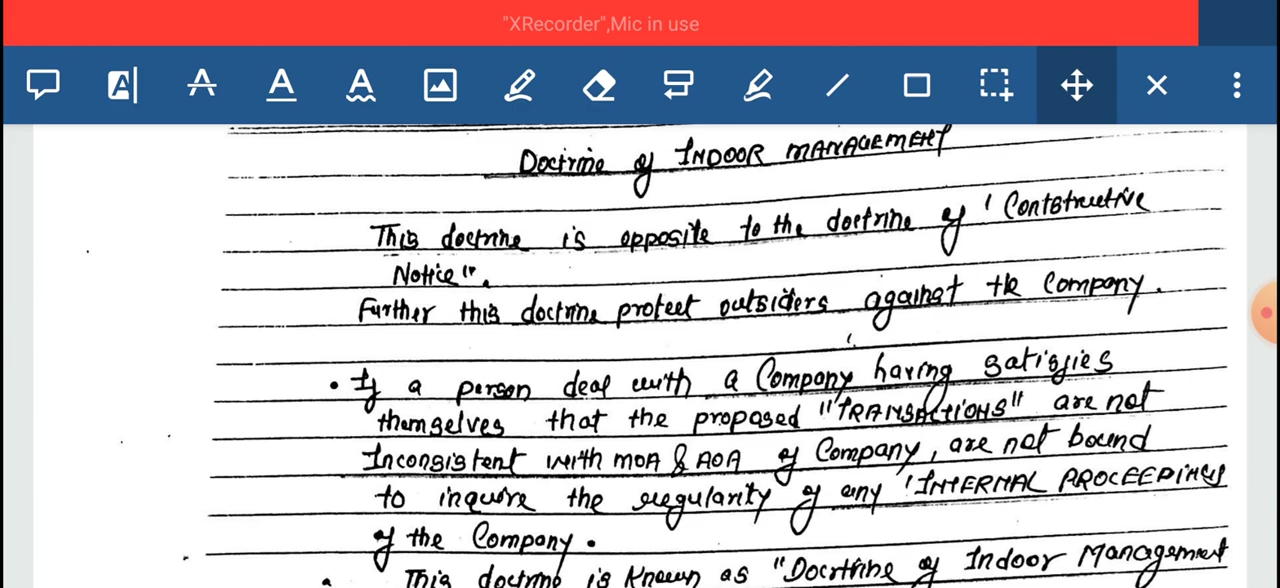 "XRecorder",Mic in use
Doctrine of INDOOR MANAGEMENT
This doctrine is opposite to the doctrine of ' Contstructive
Notice".
Further this doctrine protect outsiders against the Company.
• If a person deal with a Company having satisfies
themselves that the proposed "TRANSACTIONS" are not
Inconsistent with MOA & AOA of Company, are not bound
to inquire the regularity of any 'INTERNAL PROCEEDINGS
of the Company.
This doctrine is Known as "Docrtrine of Indoor Management